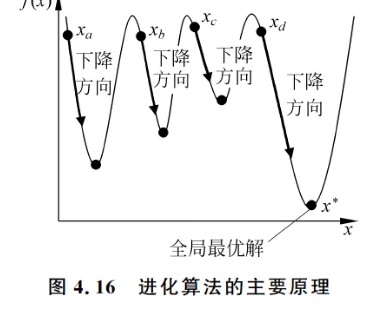 f(x)
x_a
x_b
x_c
x_d
下降
方向
下降
方向
下降
方向
下降
方向
x*
x
全局最优解
图 4.16 进化算法的主要原理